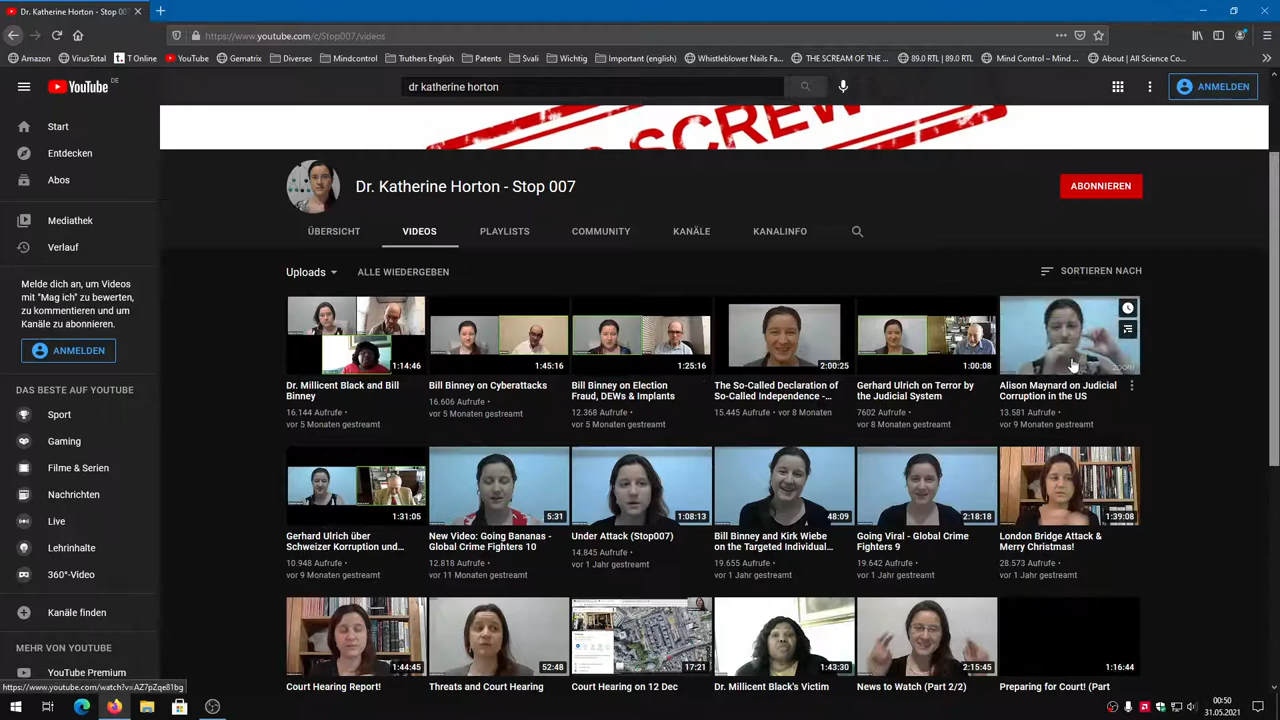 Dr. Katherine Horton - Stop 007
https://www.youtube.com/c/Stop007/videos
Amazon VirusTotal T Online YouTube Gematrix Diverses Mindcontrol Truthers English Patents Svali Wichtig Important (english) Whistleblower Nails Fa... THE SCREAM OF THE ... 89.0 RTL | 89.0 RTL Mind Control – Mind ... About | All Science Co...
YouTube DE
dr katherine horton
ANMELDEN
SCREW
Start
Entdecken
Abos
Mediathek
Verlauf
Melde dich an, um Videos
mit "Mag ich" zu bewerten,
zu kommentieren und um
Kanäle zu abonnieren.
ANMELDEN
DAS BESTE AUF YOUTUBE
Sport
Gaming
Filme & Serien
Nachrichten
Live
Lehrinhalte
360°-Video
Kanäle finden
MEHR VON YOUTUBE
YouTube Premium
https://www.youtube.com/watch?v=AZ7pZqe81bg
Dr. Katherine Horton - Stop 007
ABONNIEREN
ÜBERSICHT VIDEOS PLAYLISTS COMMUNITY KANÄLE KANALINFO
Uploads ALLE WIEDERGEBEN SORTIEREN NACH
1:14:46 1:45:16 1:25:16 2:00:25 1:00:08 zoom
Dr. Millicent Black and Bill
Binney
16.144 Aufrufe •
vor 5 Monaten gestreamt
Bill Binney on Cyberattacks
16.606 Aufrufe •
vor 5 Monaten gestreamt
Bill Binney on Election
Fraud, DEWs & Implants
12.368 Aufrufe •
vor 5 Monaten gestreamt
The So-Called Declaration of
So-Called Independence -...
15.445 Aufrufe • vor 8 Monaten
Gerhard Ulrich on Terror by
the Judicial System
7602 Aufrufe •
vor 8 Monaten gestreamt
Alison Maynard on Judicial
Corruption in the US
13.581 Aufrufe •
vor 9 Monaten gestreamt
1:31:05 5:31 1:08:13 48:09 2:18:18 1:39:08
Gerhard Ulrich über
Schweizer Korruption und...
10.948 Aufrufe •
vor 9 Monaten gestreamt
New Video: Going Bananas -
Global Crime Fighters 10
12.818 Aufrufe •
vor 11 Monaten gestreamt
Under Attack (Stop007)
14.845 Aufrufe •
vor 1 Jahr gestreamt
Bill Binney and Kirk Wiebe
on the Targeted Individual...
19.655 Aufrufe •
vor 1 Jahr gestreamt
Going Viral - Global Crime
Fighters 9
19.642 Aufrufe •
vor 1 Jahr gestreamt
London Bridge Attack &
Merry Christmas!
28.573 Aufrufe •
vor 1 Jahr gestreamt
1:44:45 52:48 17:21 1:43:30 2:15:45 1:16:44
Court Hearing Report!
Threats and Court Hearing
Court Hearing on 12 Dec
Dr. Millicent Black's Victim
News to Watch (Part 2/2)
Preparing for Court! (Part
00:50
31.05.2021